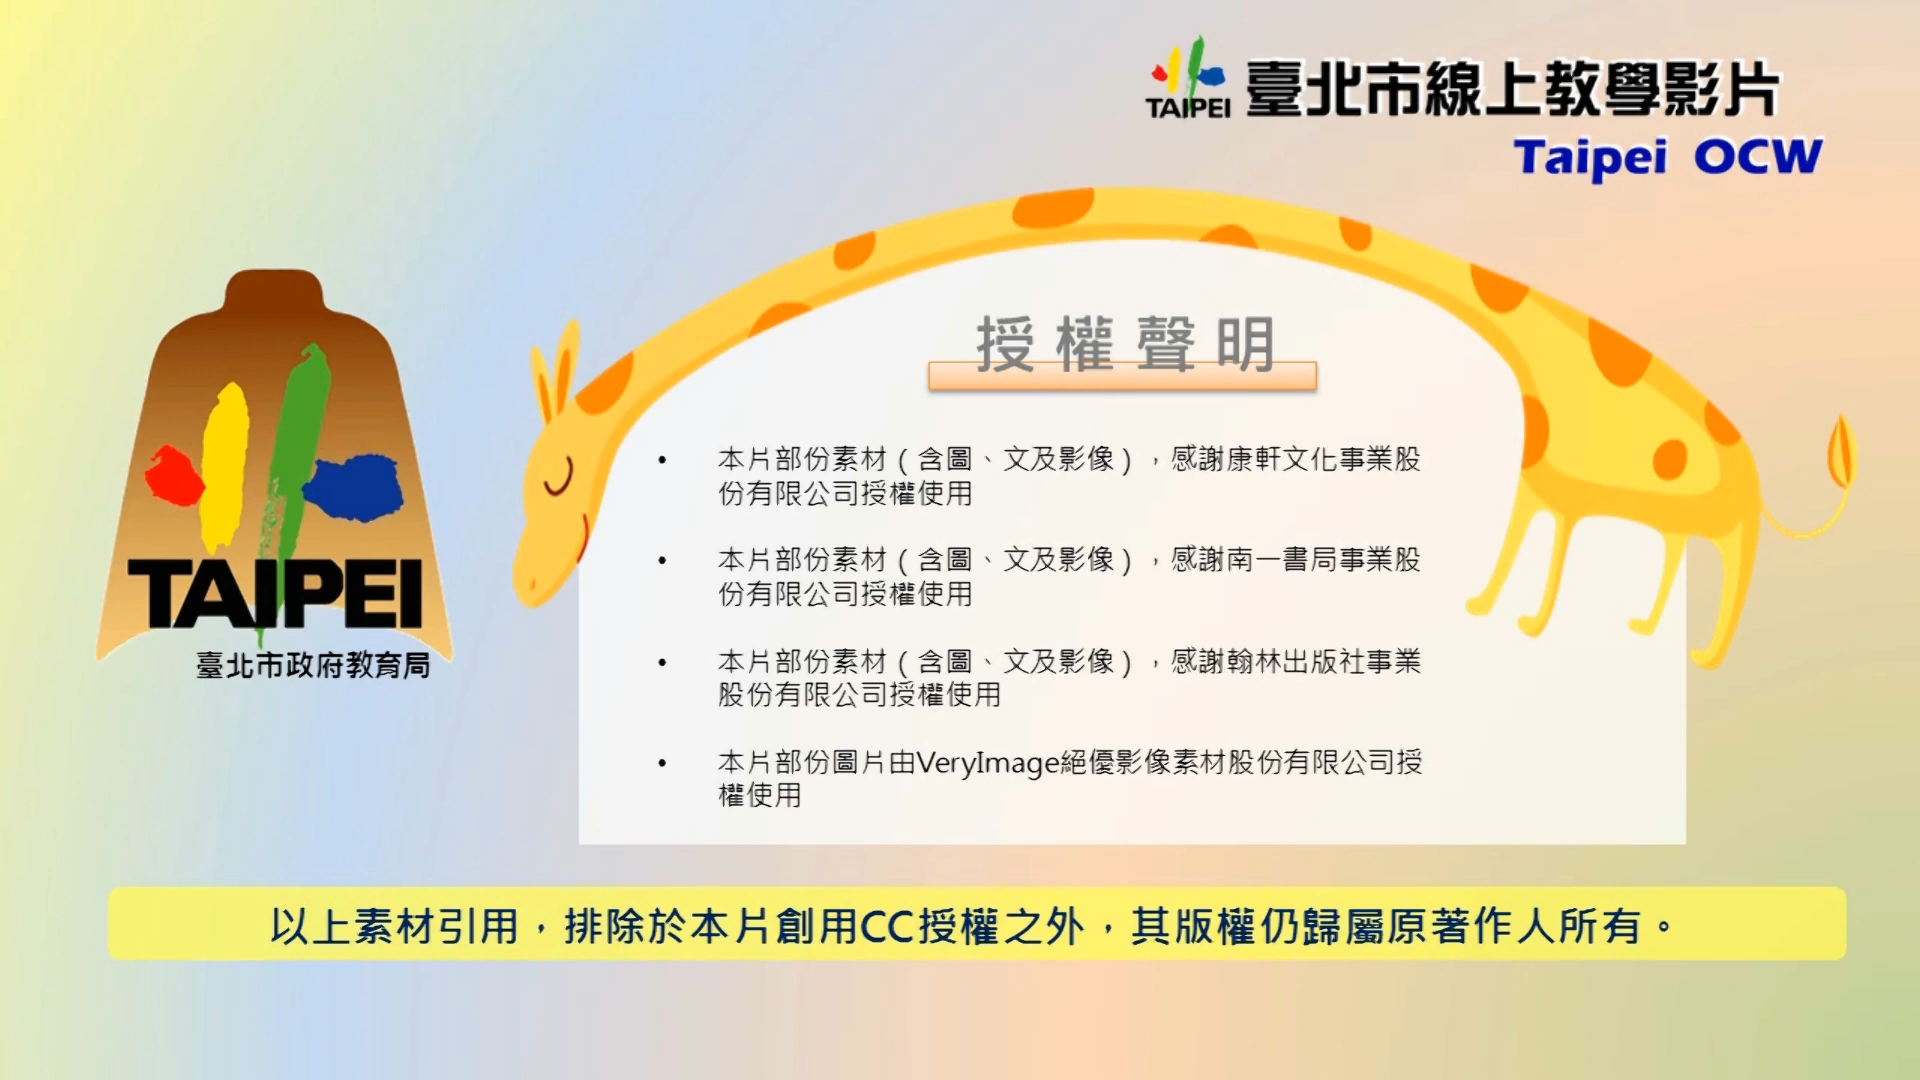 TAIPEI 臺北市線上教學影片
Taipei OCW
授權聲明
• 本片部份素材（含圖、文及影像），感謝康軒文化事業股
份有限公司授權使用
• 本片部份素材（含圖、文及影像），感謝南一書局事業股
份有限公司授權使用
• 本片部份素材（含圖、文及影像），感謝翰林出版社事業
股份有限公司授權使用
• 本片部份圖片由VeryImage絕優影像素材股份有限公司授
權使用
TAIPEI
臺北市政府教育局
以上素材引用，排除於本片創用CC授權之外，其版權仍歸屬原著作人所有。